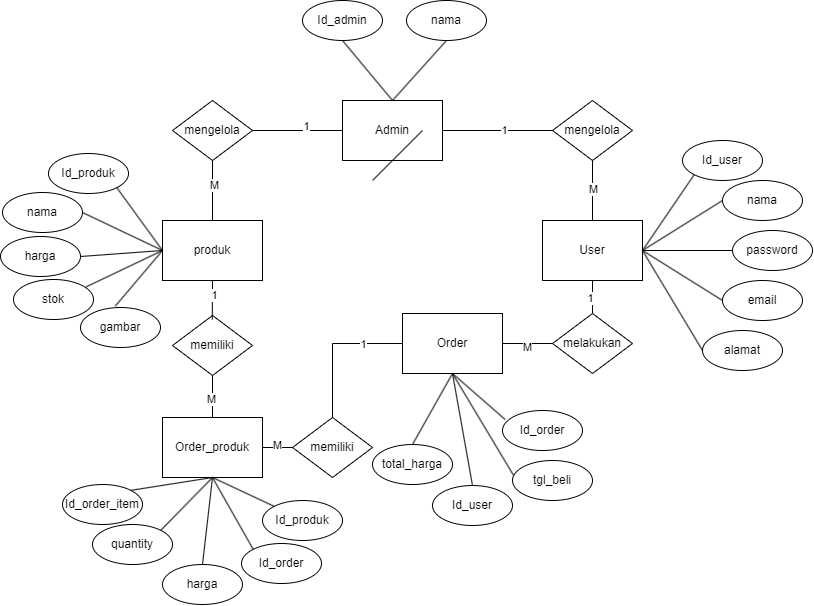 Id_admin
nama
mengelola
1
Admin
1
mengelola
Id_produk
nama
harga
stok
gambar
M
produk
M
User
Id_user
nama
password
email
alamat
1
memiliki
M
1
Order
M
1
melakukan
Order_produk
M
memiliki
total_harga
Id_user
tgl_beli
Id_order
Id_order_item
quantity
harga
Id_order
Id_produk